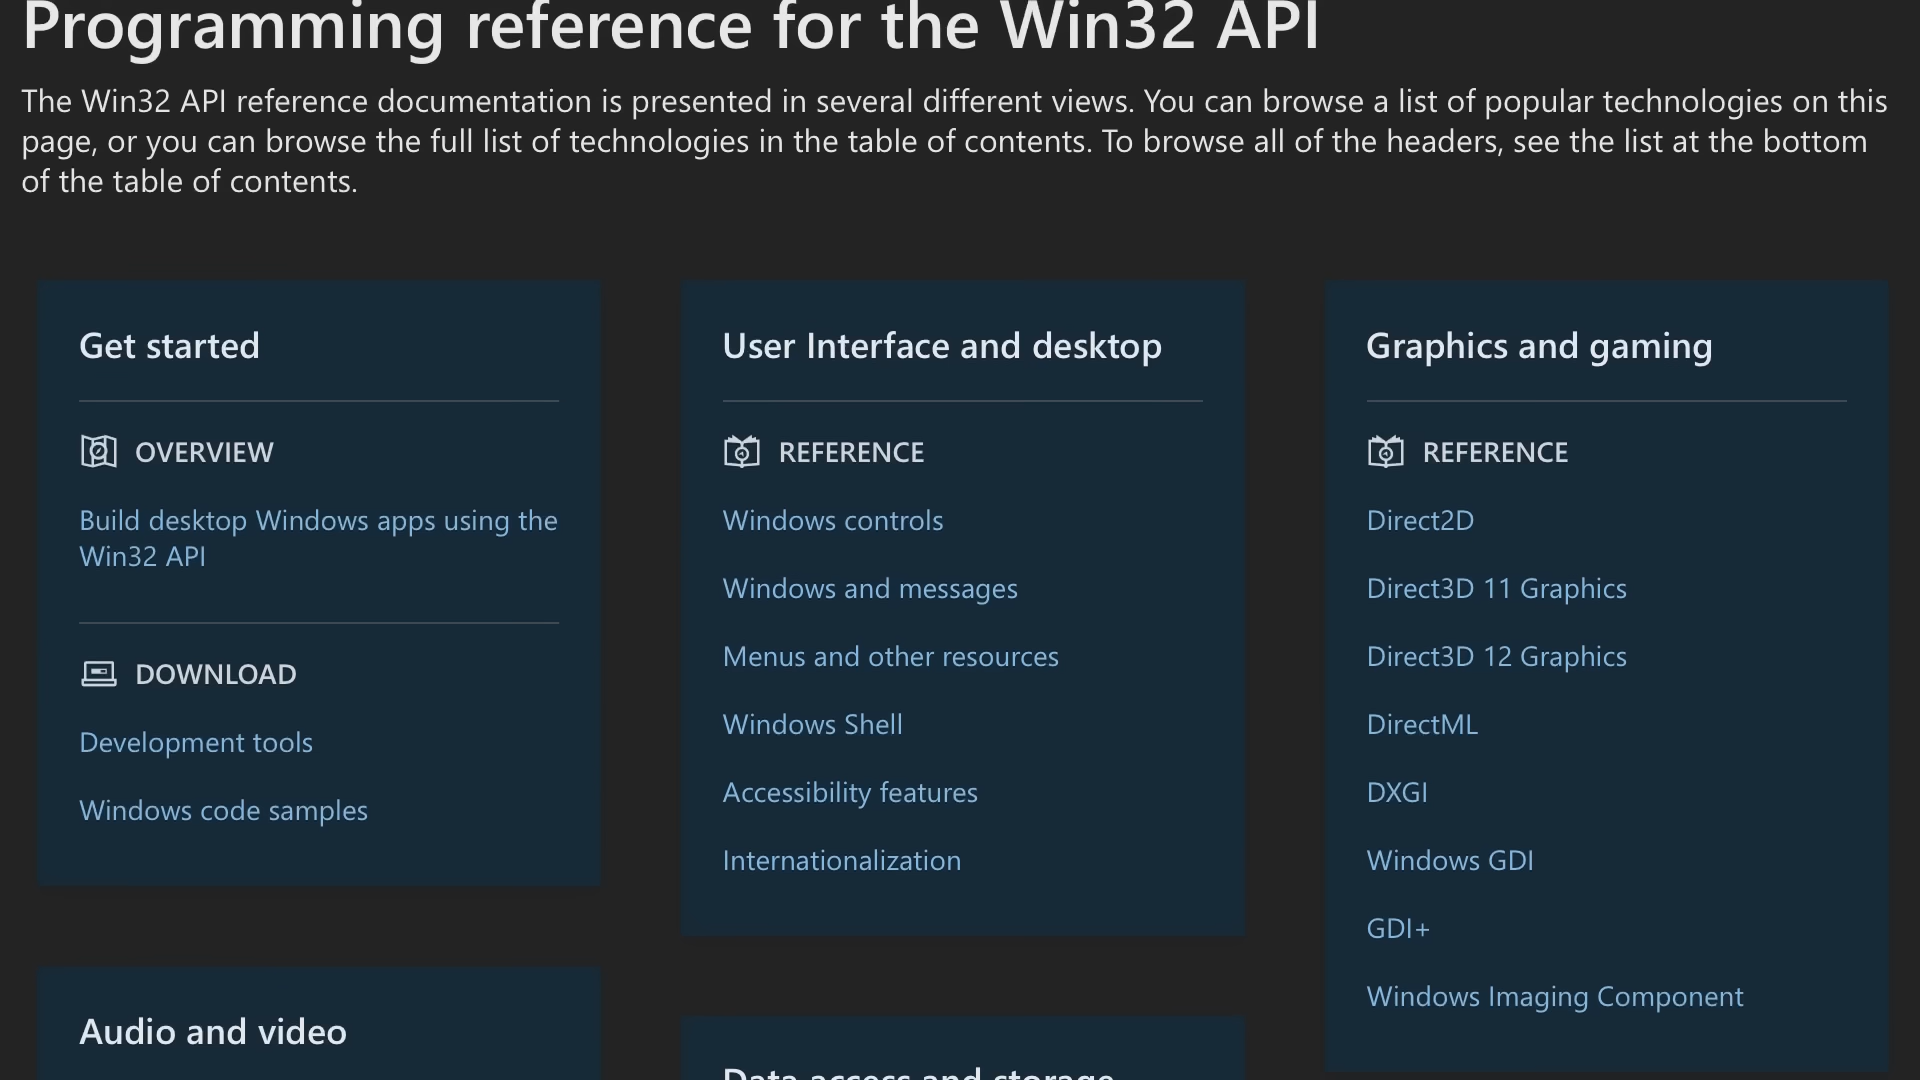 Programming reference for the Win32 API
The Win32 API reference documentation is presented in several different views. You can browse a list of popular technologies on this
page, or you can browse the full list of technologies in the table of contents. To browse all of the headers, see the list at the bottom
of the table of contents.
Get started
OVERVIEW
Build desktop Windows apps using the
Win32 API
DOWNLOAD
Development tools
Windows code samples
User Interface and desktop
REFERENCE
Windows controls
Windows and messages
Menus and other resources
Windows Shell
Accessibility features
Internationalization
Graphics and gaming
REFERENCE
Direct2D
Direct3D 11 Graphics
Direct3D 12 Graphics
DirectML
DXGI
Windows GDI
GDI+
Windows Imaging Component
Audio and video
Data access and storage